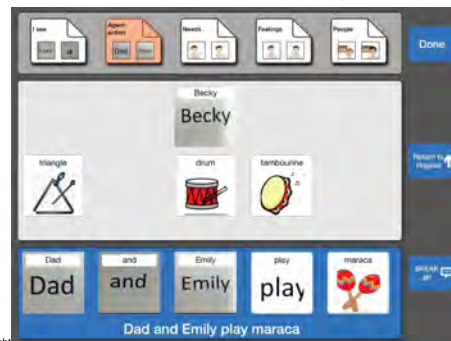 I see
Agent action
Needs
Feelings
People
Dad
a
Done
Becky
Becky
triangle
drum
tambourine
Dad
and
Emily
play
maraca
Dad
and
Emily
play
Dad and Emily play maraca